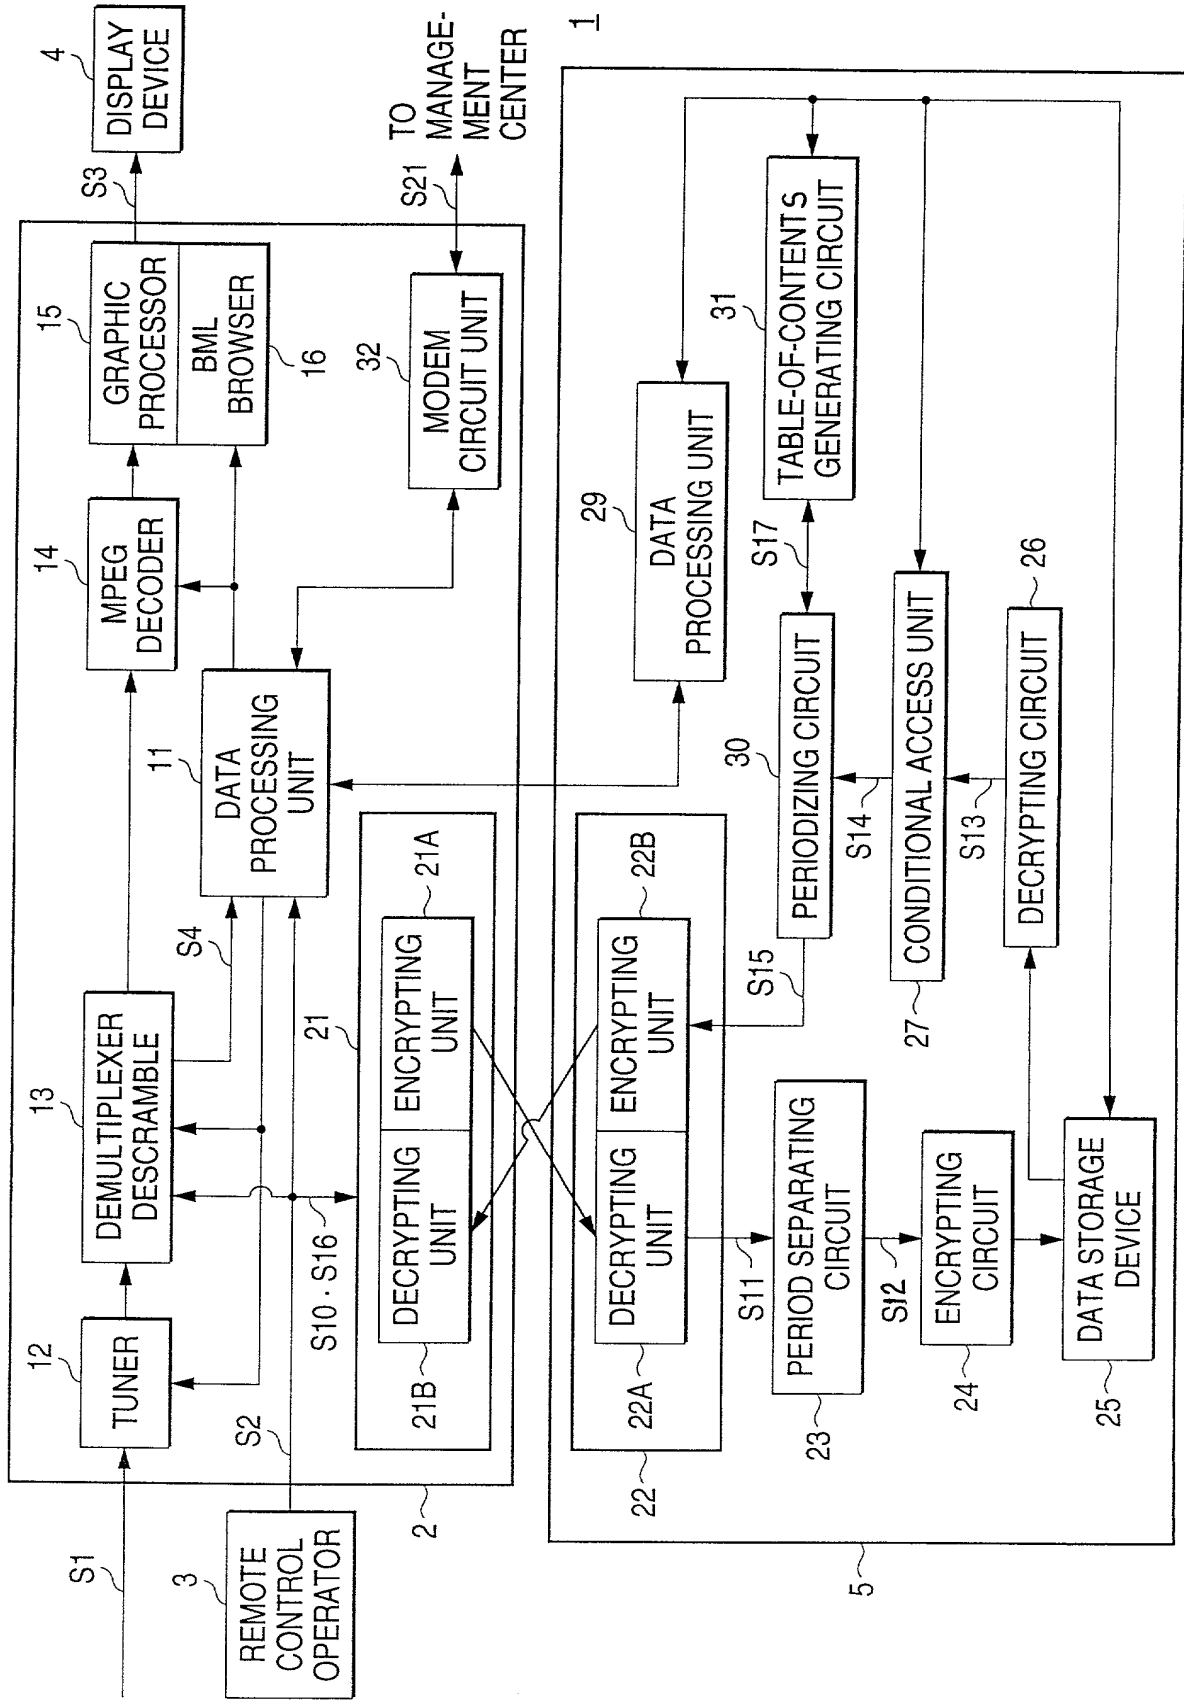 1
S1
12
TUNER
13
DEMULTIPLEXER
DESCRAMBLE
14
MPEG
DECODER
15
GRAPHIC
PROCESSOR
BML
BROWSER
16
S3
4
DISPLAY
DEVICE
S4
11
DATA
PROCESSING
UNIT
32
MODEM
CIRCUIT UNIT
S21
TO
MANAGE-
MENT
CENTER
3
REMOTE
CONTROL
OPERATOR
S2
2
S10 · S16
21
DECRYPTING
UNIT
21B
ENCRYPTING
UNIT
21A
22
DECRYPTING
UNIT
22A
ENCRYPTING
UNIT
22B
29
DATA
PROCESSING UNIT
S11
PERIOD SEPARATING
CIRCUIT
23
S15
30
PERIODIZING CIRCUIT
S17
31
TABLE-OF-CONTENTS
GENERATING CIRCUIT
S12
ENCRYPTING
CIRCUIT
24
S14
CONDITIONAL ACCESS UNIT
27
S13
DECRYPTING CIRCUIT
26
DATA STORAGE
DEVICE
25
5